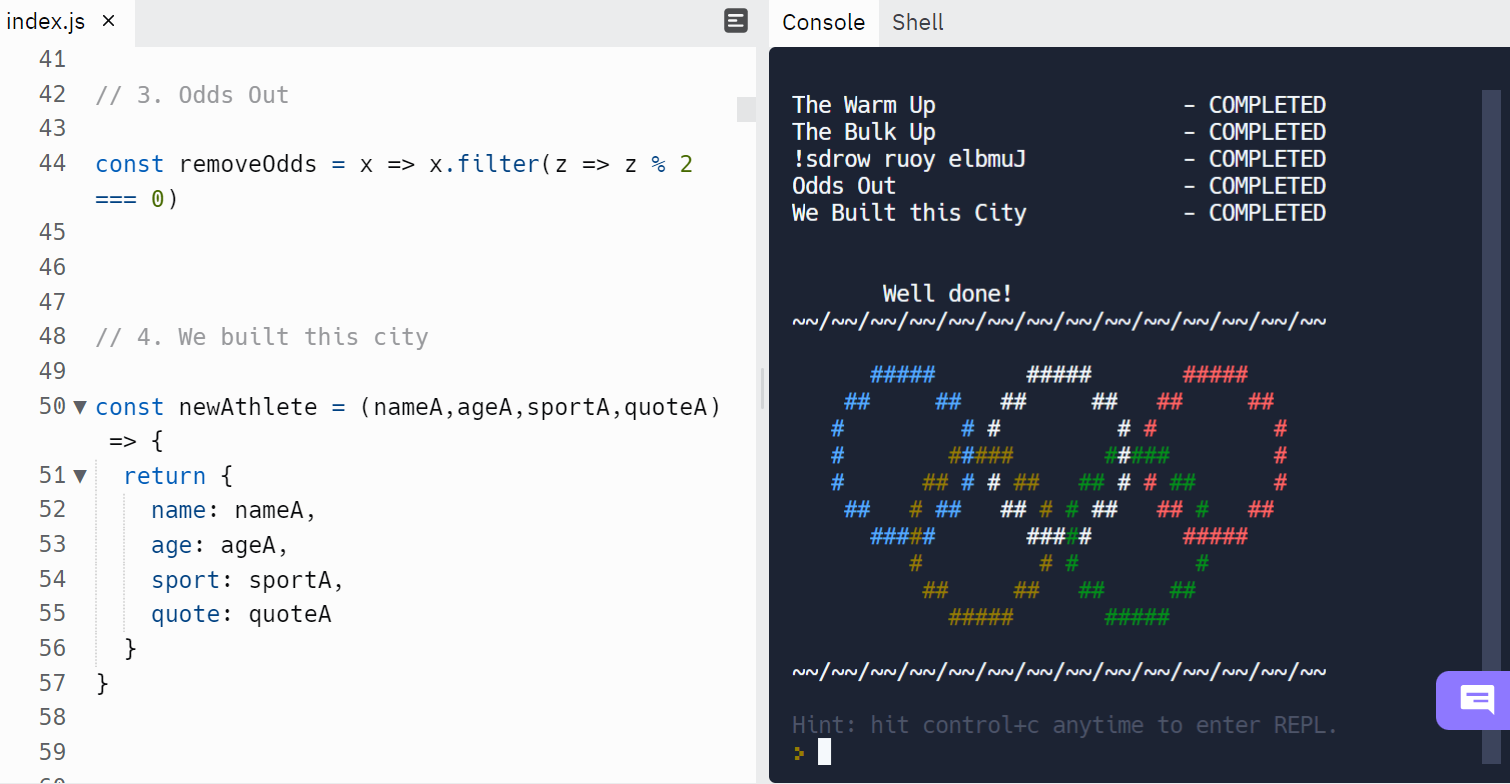 index.js ×
41
42 // 3. Odds Out
43
44 const removeOdds = x => x.filter(z => z % 2
=== 0)
45
46
47
48 // 4. We built this city
49
50 ▼ const newAthlete = (nameA,ageA,sportA,quoteA)
=> {
51 ▼ return {
52 name: nameA,
53 age: ageA,
54 sport: sportA,
55 quote: quoteA
56 }
57 }
58
59
60
Console Shell
The Warm Up - COMPLETED
The Bulk Up - COMPLETED
!sdrow ruoy elbmuJ - COMPLETED
Odds Out - COMPLETED
We Built this City - COMPLETED
Well done!
~~/~~/~~/~~/~~/~~/~~/~~/~~/~~/~~/~~/~~/~~
      #####       #####       #####
    ##     ##   ##     ##   ##     ##
   #         # #         # #         #
   #        #####       #####        #
   #      ## # # ##   ## # # ##      #
    ##   # ##   ## # # ##   ## #   ##
      #####       #####       #####
         #         # #         #
          ##     ##   ##     ##
            #####       #####
~~/~~/~~/~~/~~/~~/~~/~~/~~/~~/~~/~~/~~/~~
Hint: hit control+c anytime to enter REPL.
>